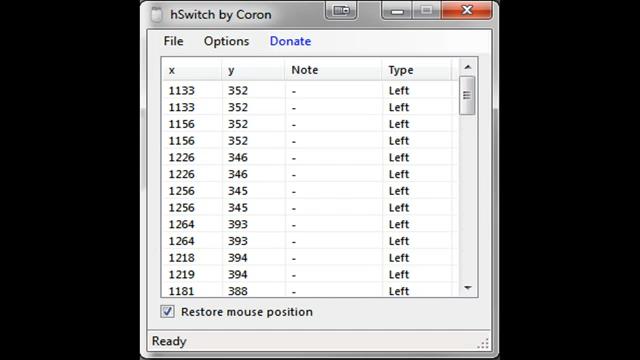 hSwitch by Coron
File Options Donate
x y Note Type
1133 352 - Left
1133 352 - Left
1156 352 - Left
1156 352 - Left
1226 346 - Left
1226 346 - Left
1256 345 - Left
1256 345 - Left
1264 393 - Left
1264 393 - Left
1218 394 - Left
1219 394 - Left
1181 388 - Left
Restore mouse position
Ready